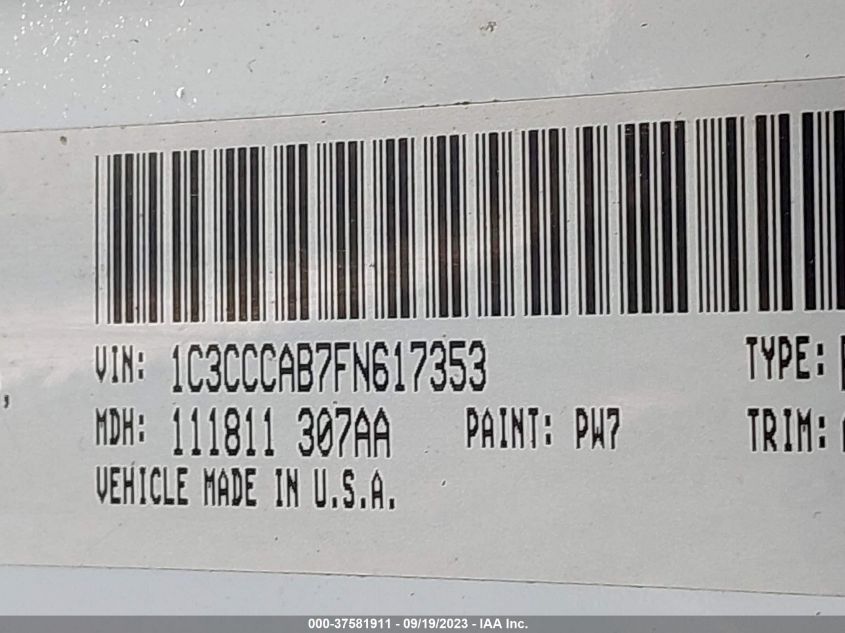 VIN: 1C3CCCAB7FN617353 TYPE:
MDH: 111811 307AA PAINT: PW7 TRIM:
VEHICLE MADE IN U.S.A.
000-37581911 - 09/19/2023 - IAA Inc.